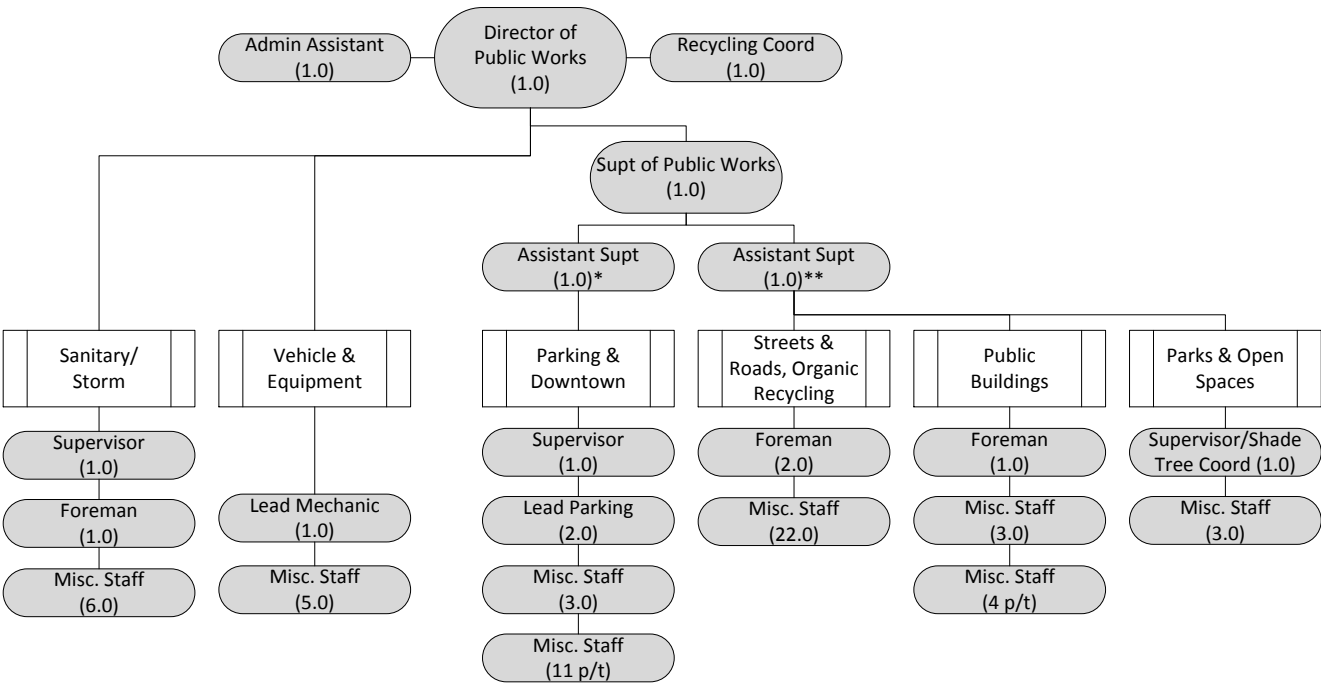 Director of
Public Works
(1.0)
Admin Assistant
(1.0)
Recycling Coord
(1.0)
Supt of Public Works
(1.0)
Assistant Supt
(1.0)*
Assistant Supt
(1.0)**
Sanitary/
Storm
Vehicle &
Equipment
Parking &
Downtown
Streets &
Roads, Organic
Recycling
Public
Buildings
Parks & Open
Spaces
Supervisor
(1.0)
Foreman
(1.0)
Misc. Staff
(6.0)
Lead Mechanic
(1.0)
Misc. Staff
(5.0)
Supervisor
(1.0)
Lead Parking
(2.0)
Misc. Staff
(3.0)
Misc. Staff
(11 p/t)
Foreman
(2.0)
Misc. Staff
(22.0)
Foreman
(1.0)
Misc. Staff
(3.0)
Misc. Staff
(4 p/t)
Supervisor/Shade
Tree Coord (1.0)
Misc. Staff
(3.0)